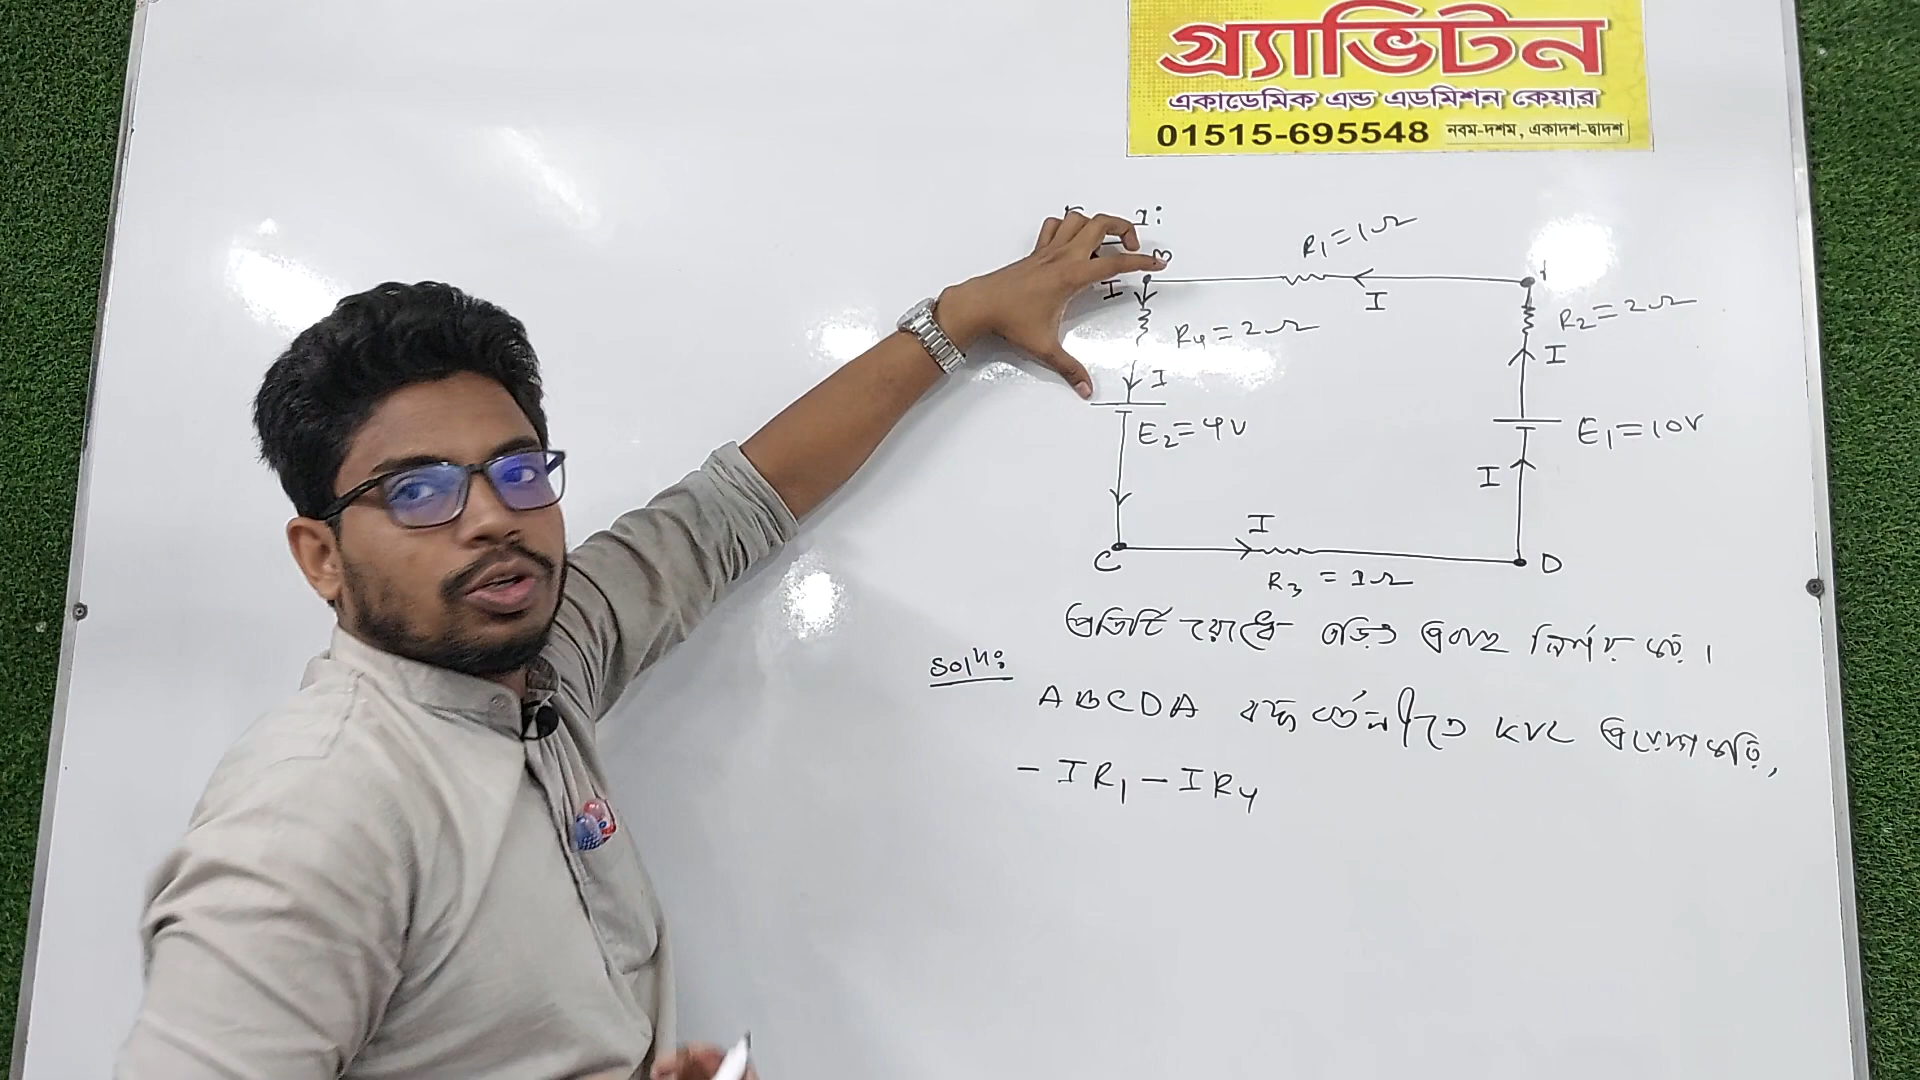 গ্র্যাভিটন
একাডেমিক এন্ড এডমিশন কেয়ার
01515-695548 নবম-দশম, একাদশ-দ্বাদশ
B
R₁=1Ω
I
I
R₄=2Ω
R₂=2Ω
I
I
E₂=4V
E₁=10V
I
I
C
D
R₃=1Ω
প্রতিটি রোধে তড়িৎ প্রবাহ নির্ণয় কর।
Solⁿ:
ABCDA বদ্ধ বর্তনীতে KVL প্রয়োগ করি,
-IR₁-IR₄